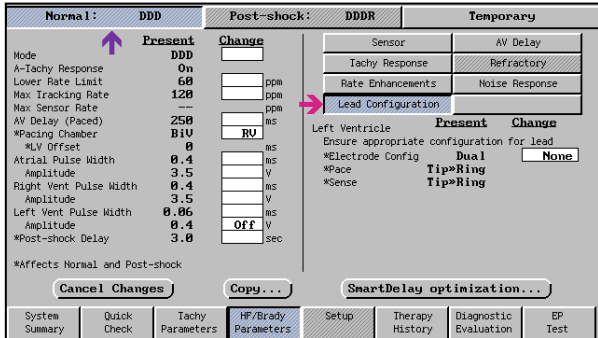 Normal: DDD Post-shock: DDDR Temporary
Present Change
Mode DDD
A-Tachy Response On
Lower Rate Limit 60 ppm
Max Tracking Rate 120 ppm
Max Sensor Rate -- ppm
AV Delay (Paced) 250 ms
*Pacing Chamber BiV RV
*LV Offset 0 ms
Atrial Pulse Width 0.4 ms
Amplitude 3.5 V
Right Vent Pulse Width 0.4 ms
Amplitude 3.5 V
Left Vent Pulse Width 0.06 ms
Amplitude 0.4 Off V
*Post-shock Delay 3.0 sec
*Affects Normal and Post-shock
Cancel Changes Copy...
Sensor AV Delay
Tachy Response Refractory
Rate Enhancements Noise Response
Lead Configuration
Left Ventricle Present Change
Ensure appropriate configuration for lead
*Electrode Config Dual None
*Pace Tip»Ring
*Sense Tip»Ring
SmartDelay optimization...
System Summary Quick Check Tachy Parameters HF/Brady Parameters Setup Therapy History Diagnostic Evaluation EP Test